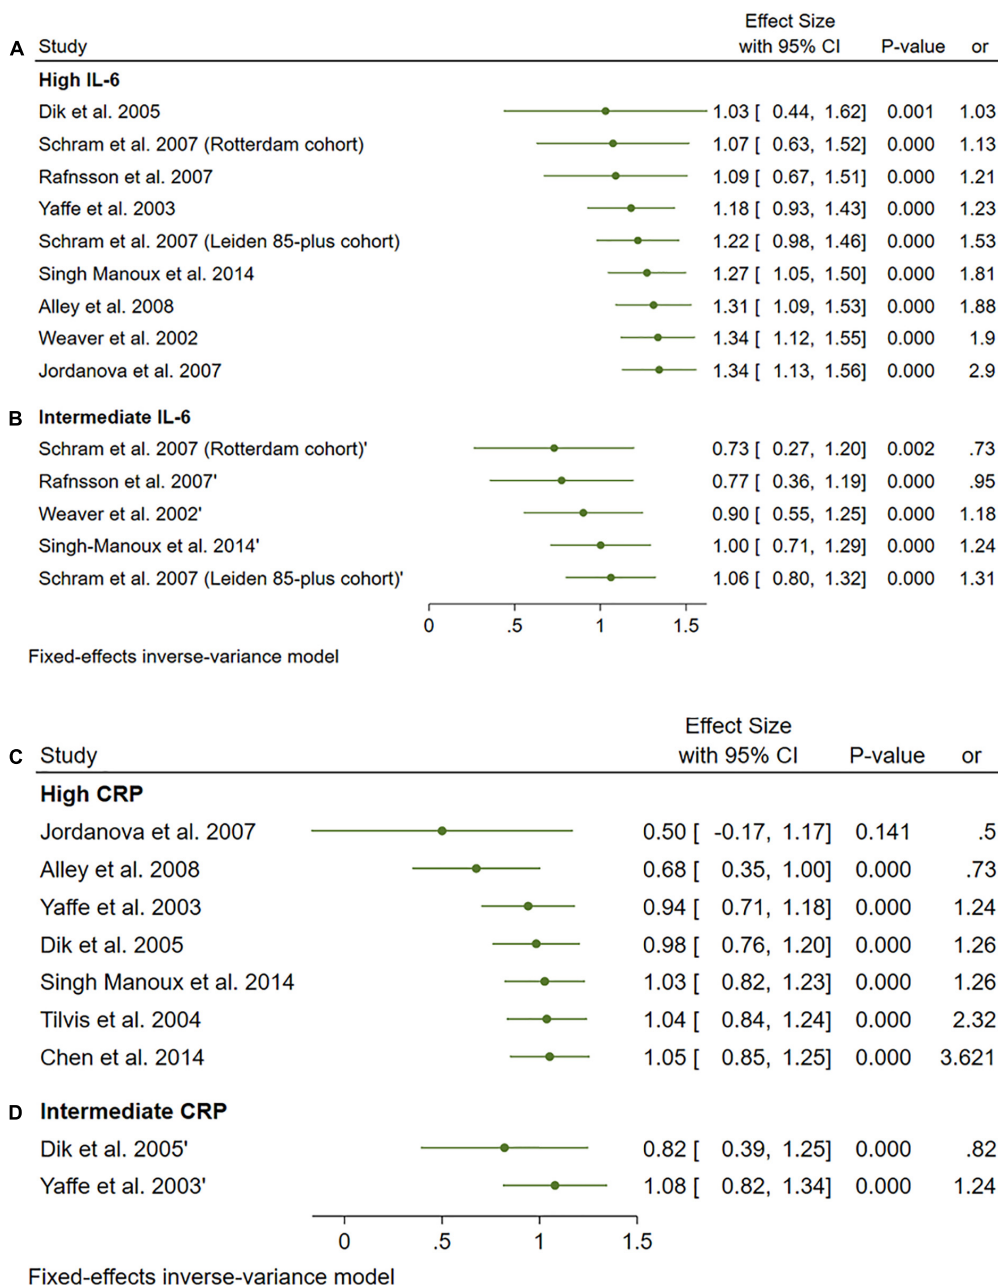 Effect Size
A Study with 95% CI P-value or
High IL-6
Dik et al. 2005 1.03 [ 0.44, 1.62] 0.001 1.03
Schram et al. 2007 (Rotterdam cohort) 1.07 [ 0.63, 1.52] 0.000 1.13
Rafnsson et al. 2007 1.09 [ 0.67, 1.51] 0.000 1.21
Yaffe et al. 2003 1.18 [ 0.93, 1.43] 0.000 1.23
Schram et al. 2007 (Leiden 85-plus cohort) 1.22 [ 0.98, 1.46] 0.000 1.53
Singh Manoux et al. 2014 1.27 [ 1.05, 1.50] 0.000 1.81
Alley et al. 2008 1.31 [ 1.09, 1.53] 0.000 1.88
Weaver et al. 2002 1.34 [ 1.12, 1.55] 0.000 1.9
Jordanova et al. 2007 1.34 [ 1.13, 1.56] 0.000 2.9
B Intermediate IL-6
Schram et al. 2007 (Rotterdam cohort)' 0.73 [ 0.27, 1.20] 0.002 .73
Rafnsson et al. 2007' 0.77 [ 0.36, 1.19] 0.000 .95
Weaver et al. 2002' 0.90 [ 0.55, 1.25] 0.000 1.18
Singh-Manoux et al. 2014' 1.00 [ 0.71, 1.29] 0.000 1.24
Schram et al. 2007 (Leiden 85-plus cohort)' 1.06 [ 0.80, 1.32] 0.000 1.31
0 .5 1 1.5
Fixed-effects inverse-variance model
Effect Size
C Study with 95% CI P-value or
High CRP
Jordanova et al. 2007 0.50 [ -0.17, 1.17] 0.141 .5
Alley et al. 2008 0.68 [ 0.35, 1.00] 0.000 .73
Yaffe et al. 2003 0.94 [ 0.71, 1.18] 0.000 1.24
Dik et al. 2005 0.98 [ 0.76, 1.20] 0.000 1.26
Singh Manoux et al. 2014 1.03 [ 0.82, 1.23] 0.000 1.26
Tilvis et al. 2004 1.04 [ 0.84, 1.24] 0.000 2.32
Chen et al. 2014 1.05 [ 0.85, 1.25] 0.000 3.621
D Intermediate CRP
Dik et al. 2005' 0.82 [ 0.39, 1.25] 0.000 .82
Yaffe et al. 2003' 1.08 [ 0.82, 1.34] 0.000 1.24
0 .5 1 1.5
Fixed-effects inverse-variance model